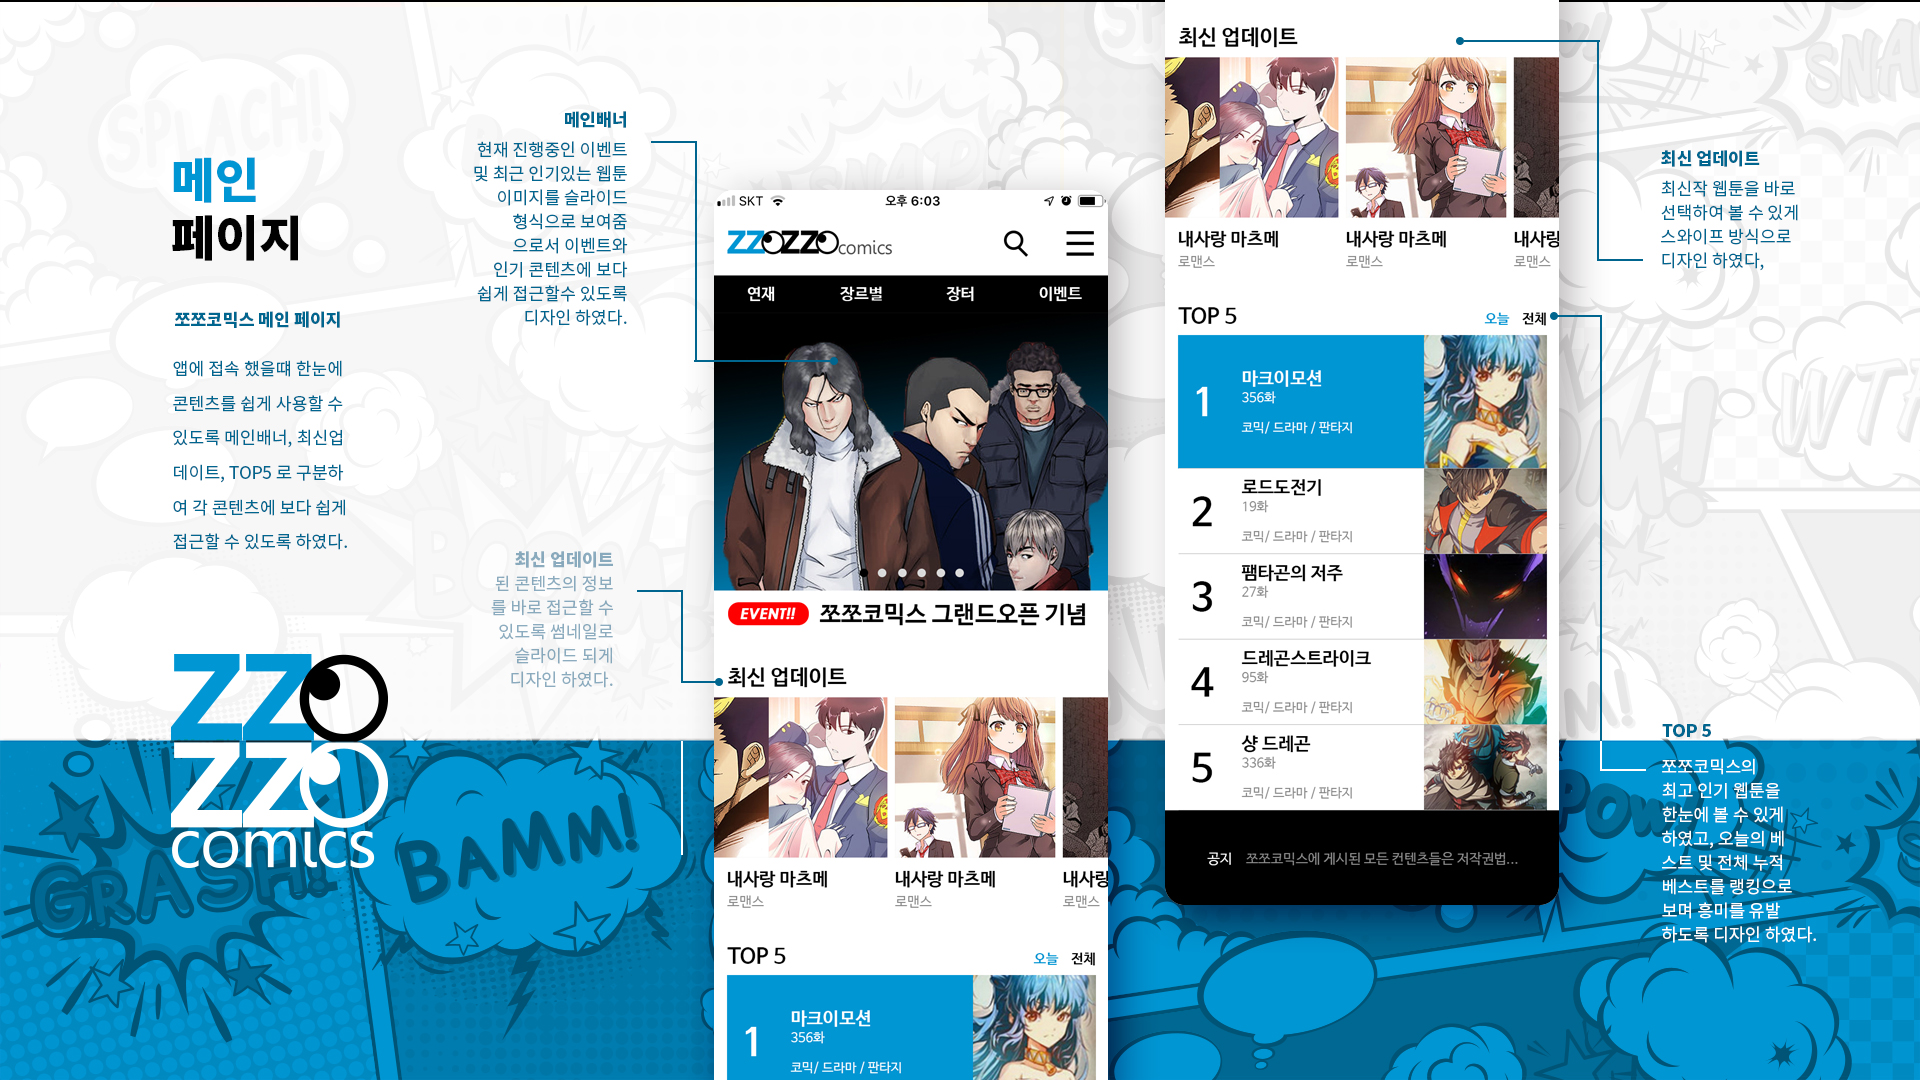 메인
페이지
쪼쪼코믹스 메인 페이지
앱에 접속 했을떄 한눈에
콘텐츠를 쉽게 사용할 수
있도록 메인배너, 최신업
데이트, TOP5 로 구분하
여 각 콘텐츠에 보다 쉽게
접근할 수 있도록 하였다.
ZZO
ZZO
comics
메인배너
현재 진행중인 이벤트
및 최근 인기있는 웹툰
이미지를 슬라이드
형식으로 보여줌
으로서 이벤트와
인기 콘텐츠에 보다
쉽게 접근할수 있도록
디자인 하였다.
최신 업데이트
된 콘텐츠의 정보
를 바로 접근할 수
있도록 썸네일로
슬라이드 되게
디자인 하였다.
SKT 오후 6:03
ZZOZZOcomics
연재 장르별 장터 이벤트
EVENT!! 쪼쪼코믹스 그랜드오픈 기념
최신 업데이트
내사랑 마츠메 내사랑 마츠메 내사랑
로맨스 로맨스 로맨스
TOP 5 오늘 전체
1 마크이모션
356화
코믹/ 드라마 / 판타지
최신 업데이트
내사랑 마츠메 내사랑 마츠메 내사랑
로맨스 로맨스 로맨스
TOP 5 오늘 전체
1 마크이모션
356화
코믹/ 드라마 / 판타지
2 로드도전기
19화
코믹/ 드라마 / 판타지
3 팸타곤의 저주
27화
코믹/ 드라마 / 판타지
4 드레곤스트라이크
95화
코믹/ 드라마 / 판타지
5 샹 드레곤
336화
코믹/ 드라마 / 판타지
공지 쪼쪼코믹스에 게시된 모든 컨텐츠들은 저작권법...
최신 업데이트
최신작 웹툰을 바로
선택하여 볼 수 있게
스와이프 방식으로
디자인 하였다,
TOP 5
쪼쪼코믹스의
최고 인기 웹툰을
한눈에 볼 수 있게
하였고, 오늘의 베
스트 및 전체 누적
베스트를 랭킹으로
보며 흥미를 유발
하도록 디자인 하였다.
SPLACH!
GRASH!
BAMM!
POW